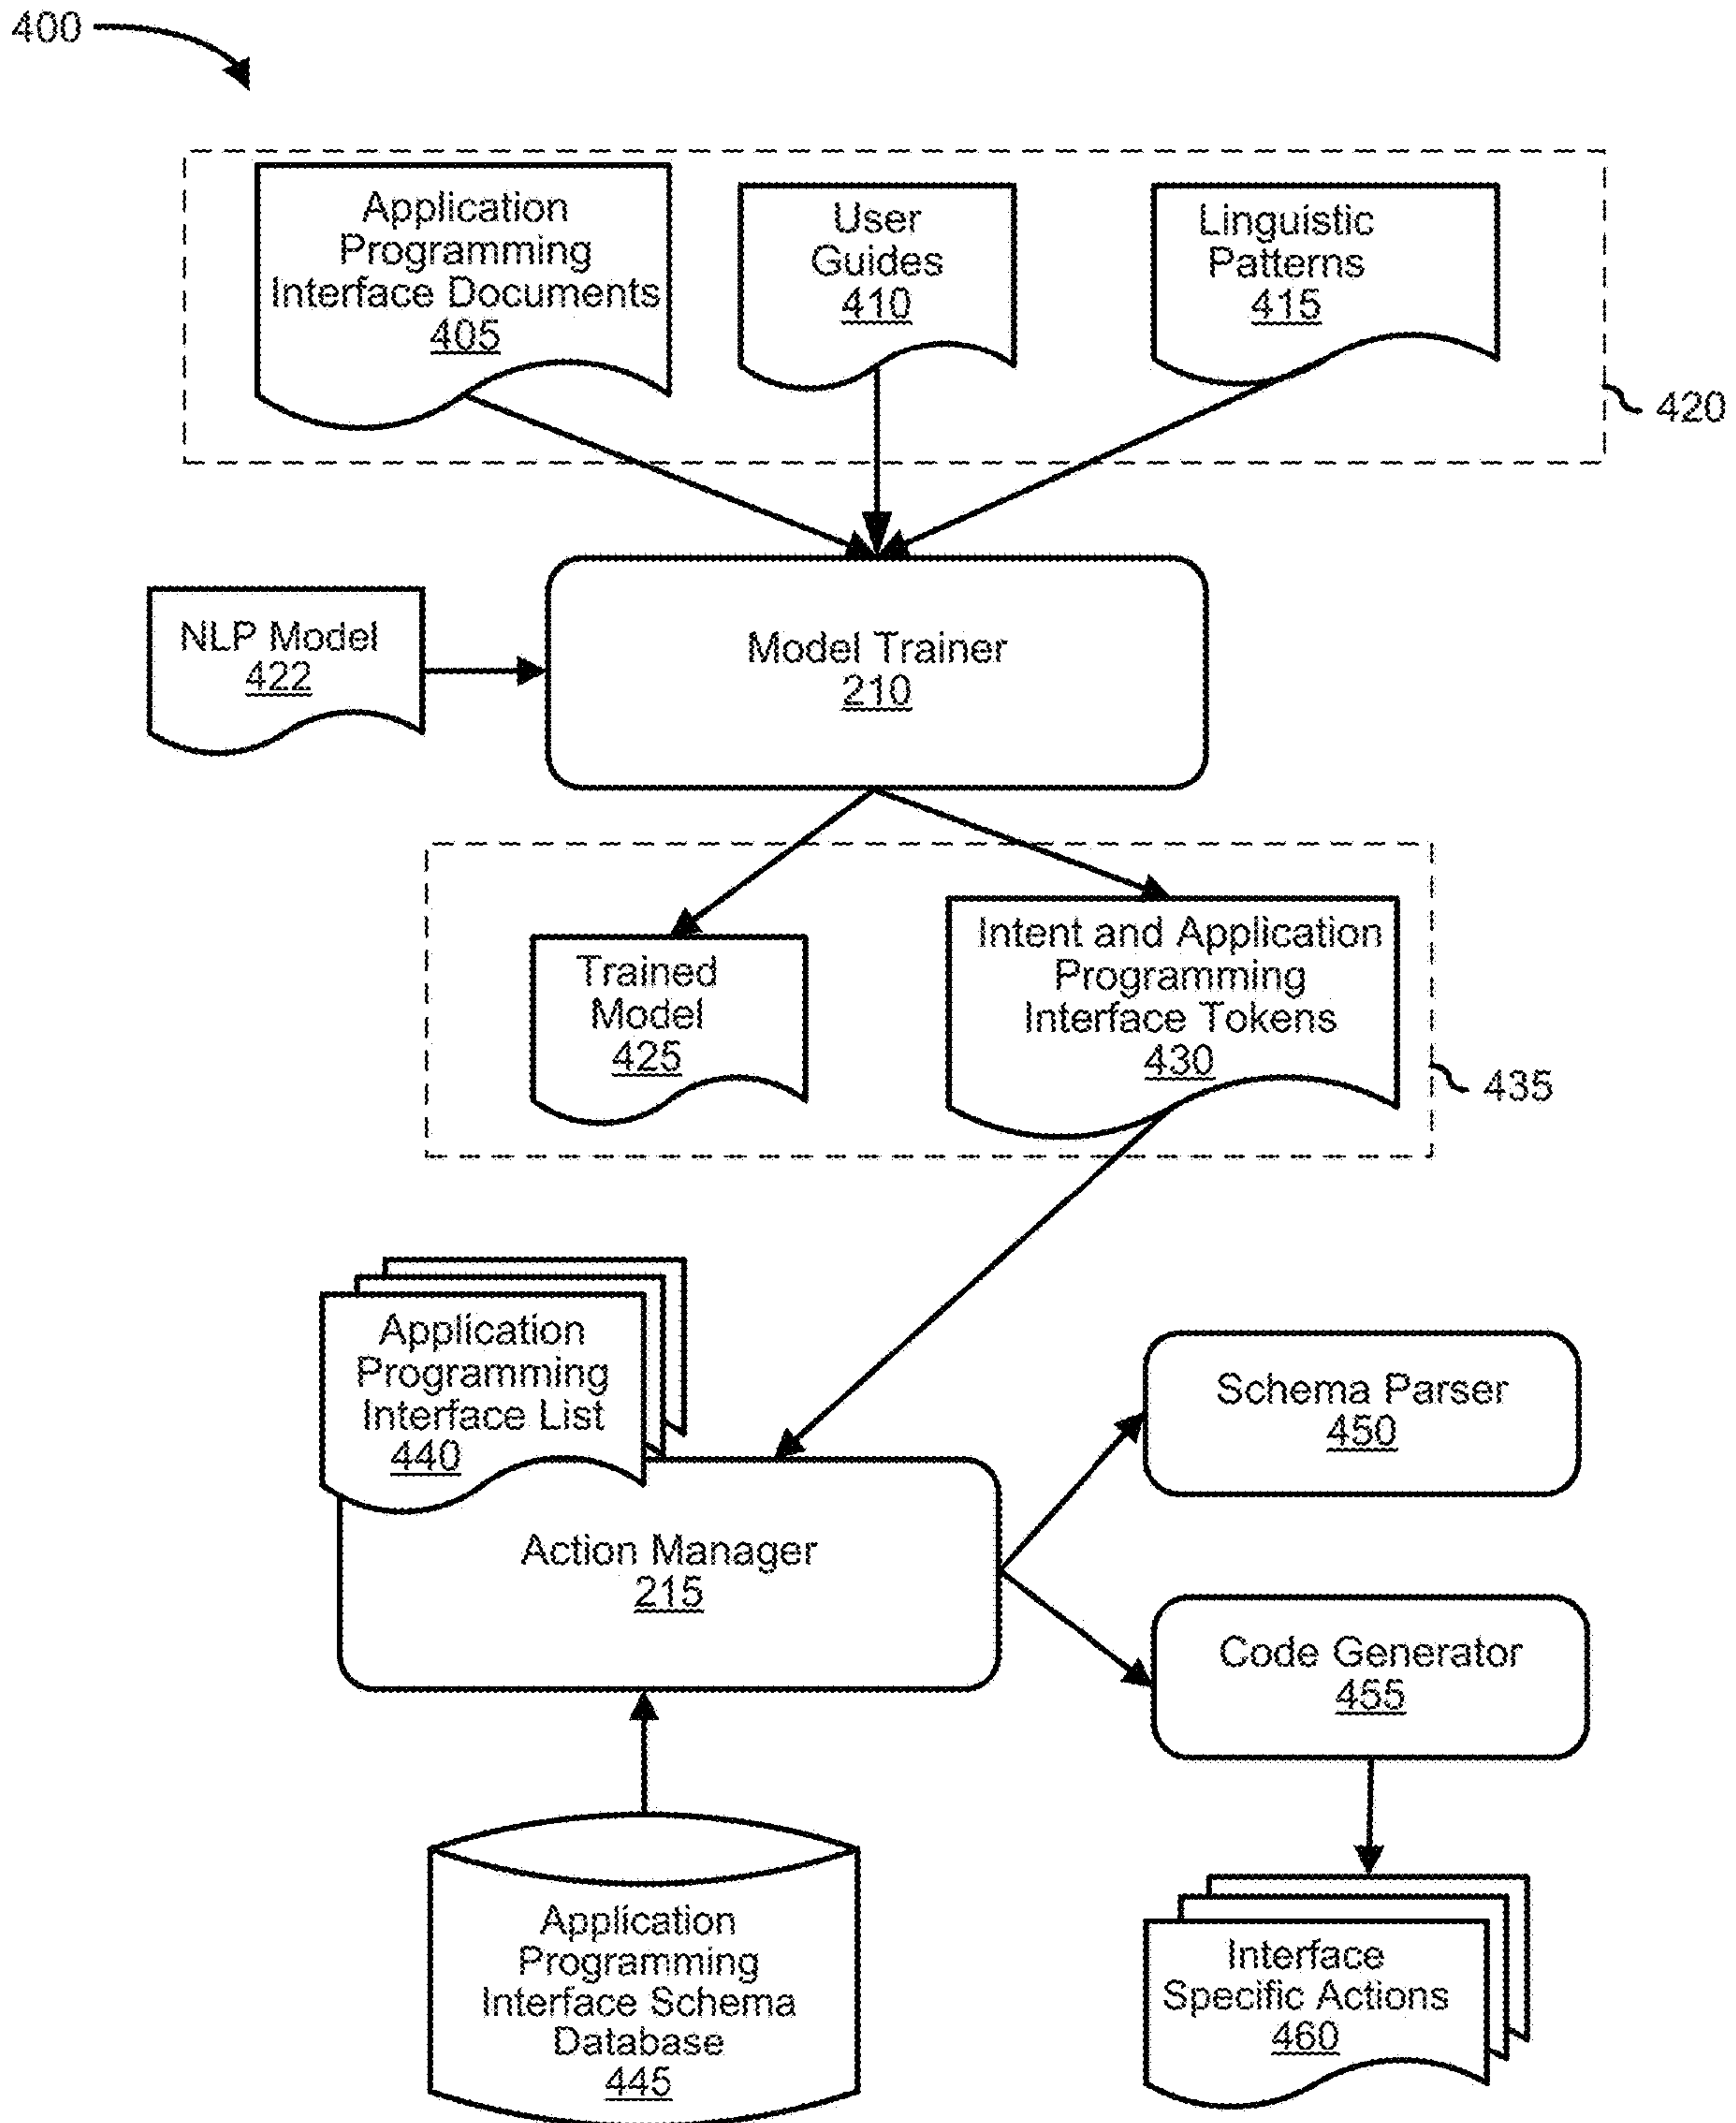 400
Application
Programming
Interface Documents
405
User
Guides
410
Linguistic
Patterns
415
420
NLP Model
422
Model Trainer
210
Trained
Model
425
Intent and Application
Programming
Interface Tokens
430
435
Application
Programming
Interface List
440
Action Manager
215
Schema Parser
450
Code Generator
455
Application
Programming
Interface Schema
Database
445
Interface
Specific Actions
460